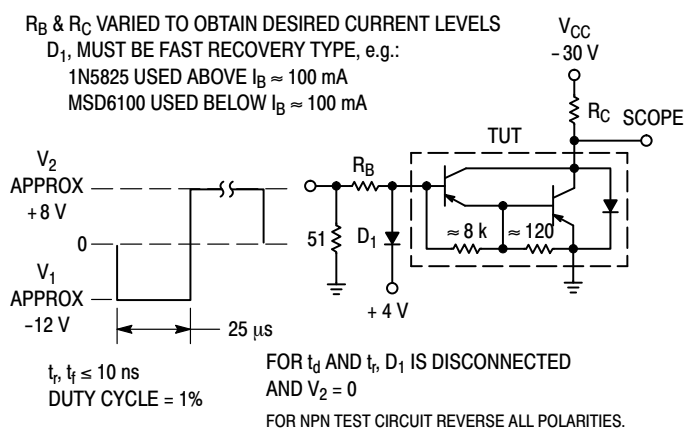 R_B & R_C VARIED TO OBTAIN DESIRED CURRENT LEVELS
D_1, MUST BE FAST RECOVERY TYPE, e.g.:
1N5825 USED ABOVE I_B ≈ 100 mA
MSD6100 USED BELOW I_B ≈ 100 mA
V_CC
-30 V
R_C
SCOPE
TUT
V_2
APPROX
+8 V
0
V_1
APPROX
-12 V
25 μs
R_B
51
D_1
+ 4 V
≈ 8 k
≈ 120
t_r, t_f ≤ 10 ns
DUTY CYCLE = 1%
FOR t_d AND t_r, D_1 IS DISCONNECTED
AND V_2 = 0
FOR NPN TEST CIRCUIT REVERSE ALL POLARITIES.